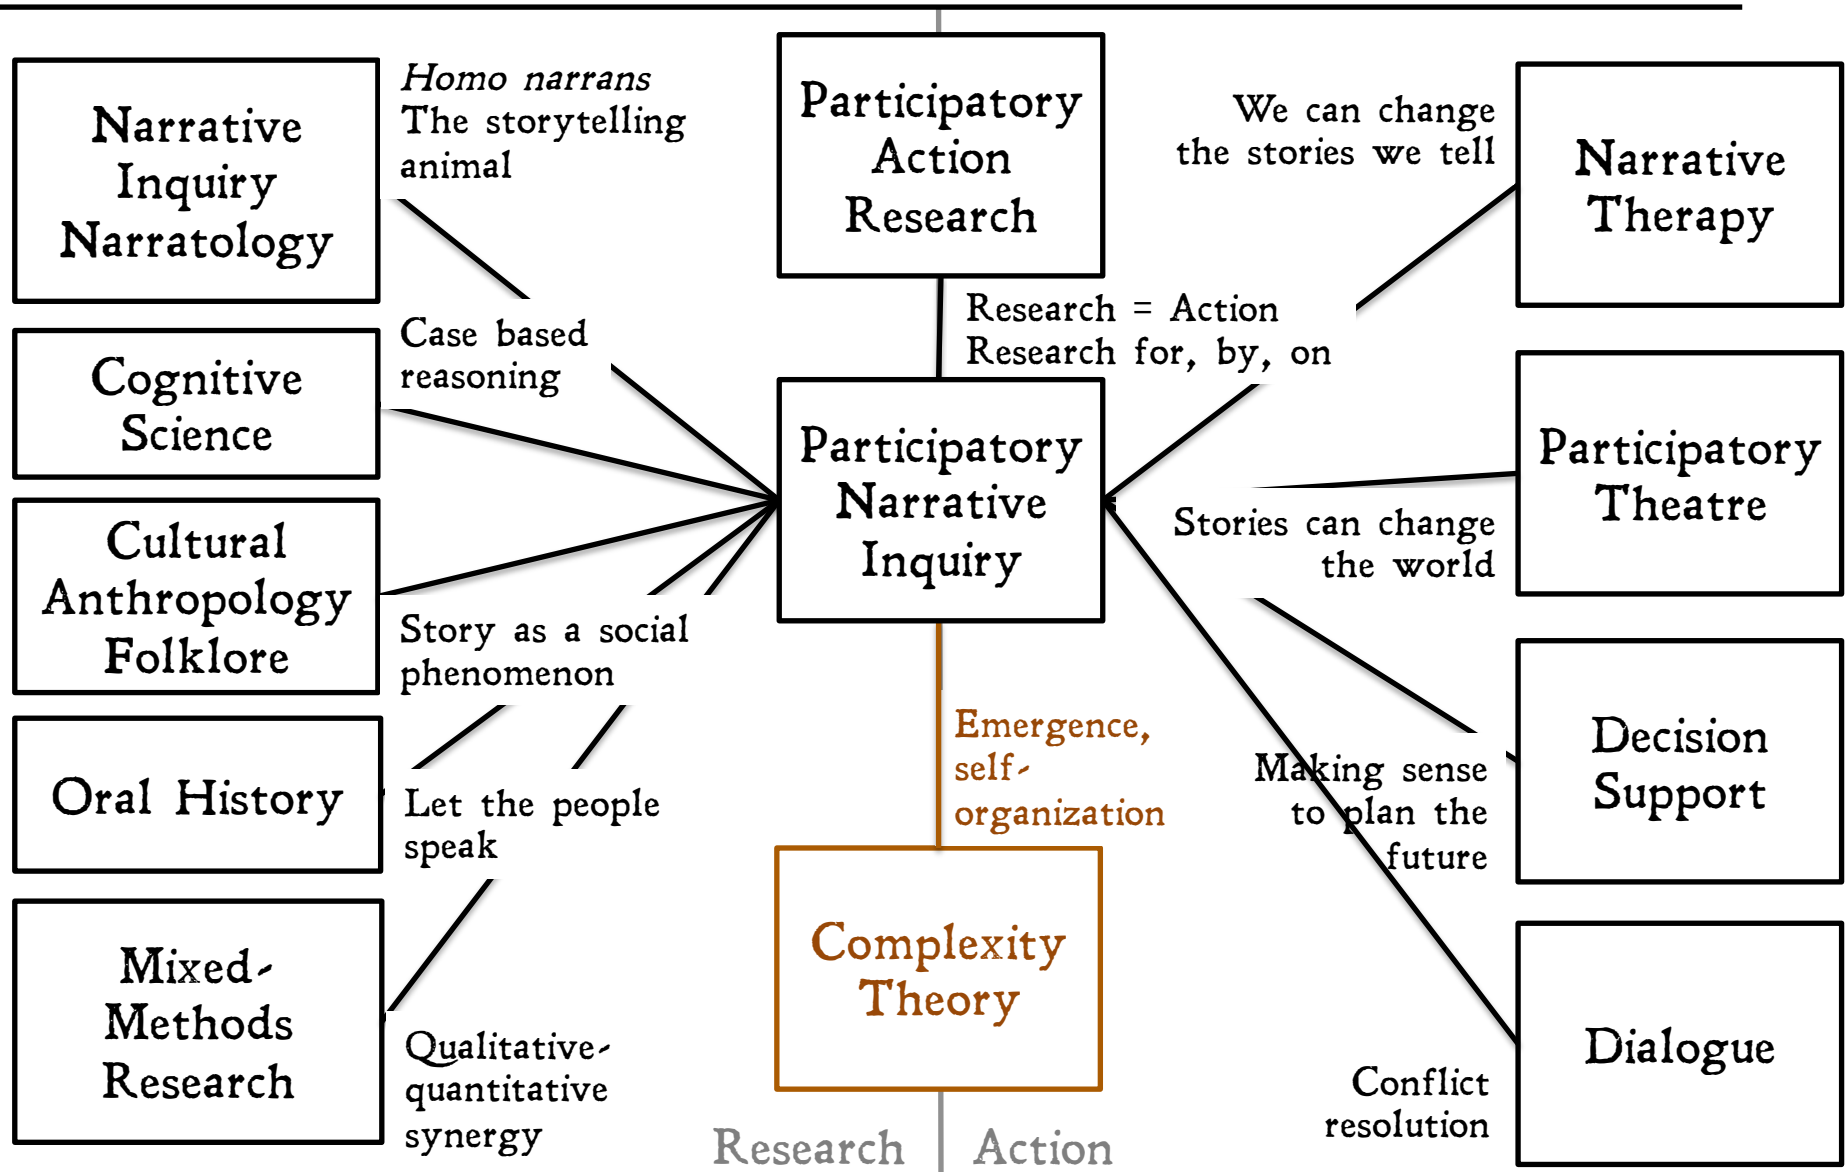 Narrative
Inquiry
Narratology
Homo narrans
The storytelling
animal
Cognitive
Science
Case based
reasoning
Cultural
Anthropology
Folklore
Story as a social
phenomenon
Oral History
Let the people
speak
Mixed-
Methods
Research
Qualitative-
quantitative
synergy
Participatory
Action
Research
Research = Action
Research for, by, on
Participatory
Narrative
Inquiry
Emergence,
self-
organization
Complexity
Theory
Research
Action
We can change
the stories we tell
Narrative
Therapy
Participatory
Theatre
Stories can change
the world
Decision
Support
Making sense
to plan the
future
Dialogue
Conflict
resolution